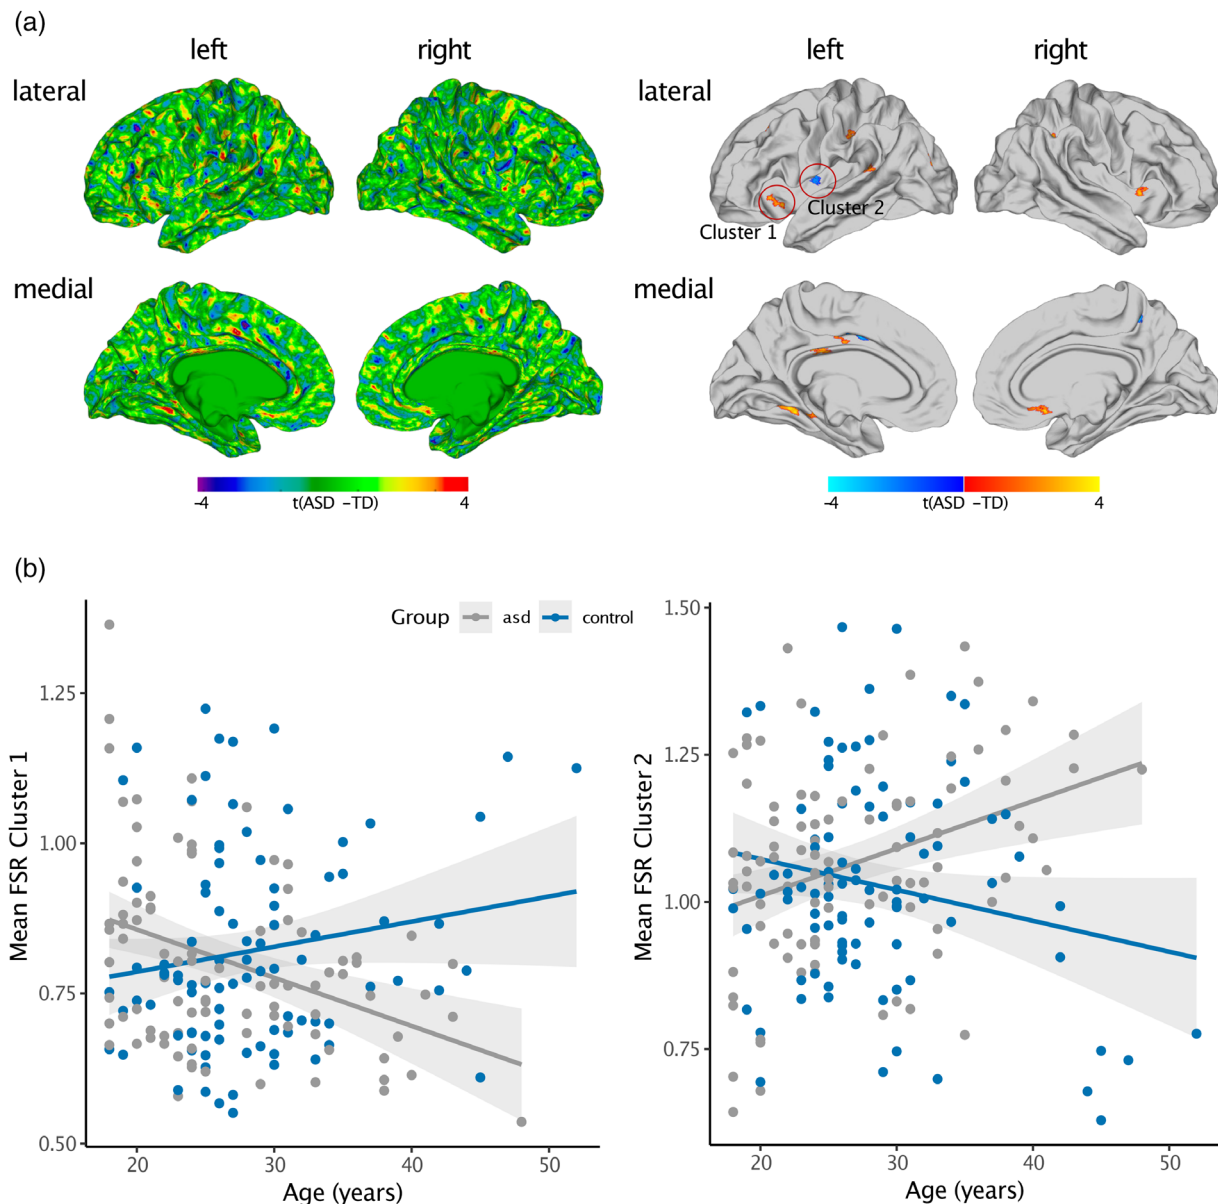 (a)
left right left right
lateral lateral
Cluster 2
Cluster 1
medial medial
-4 t(ASD −TD) 4 -4 t(ASD −TD) 4
(b)
Group asd control
Mean FSR Cluster 1
1.25
1.00
0.75
0.50
20 30 40 50
Age (years)
Mean FSR Cluster 2
1.50
1.25
1.00
0.75
20 30 40 50
Age (years)